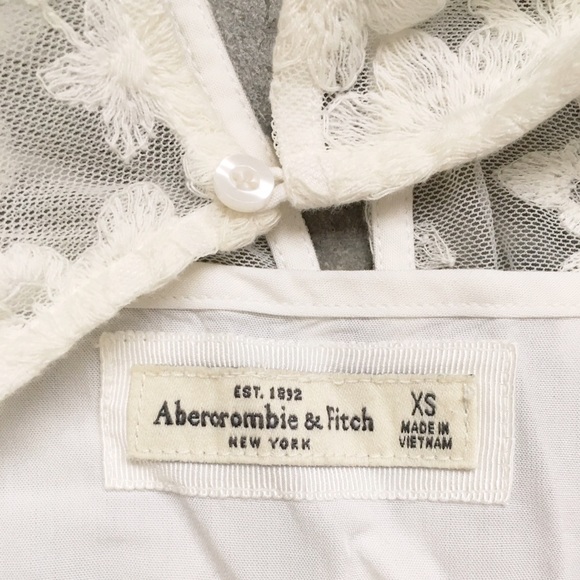 EST. 1892
Abercrombie & Fitch
NEW YORK
XS
MADE IN
VIETNAM